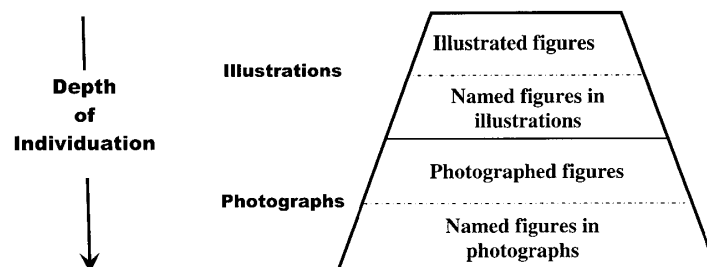 Depth
of
Individuation
Illustrations
Photographs
Illustrated figures
Named figures in
illustrations
Photographed figures
Named figures in
photographs